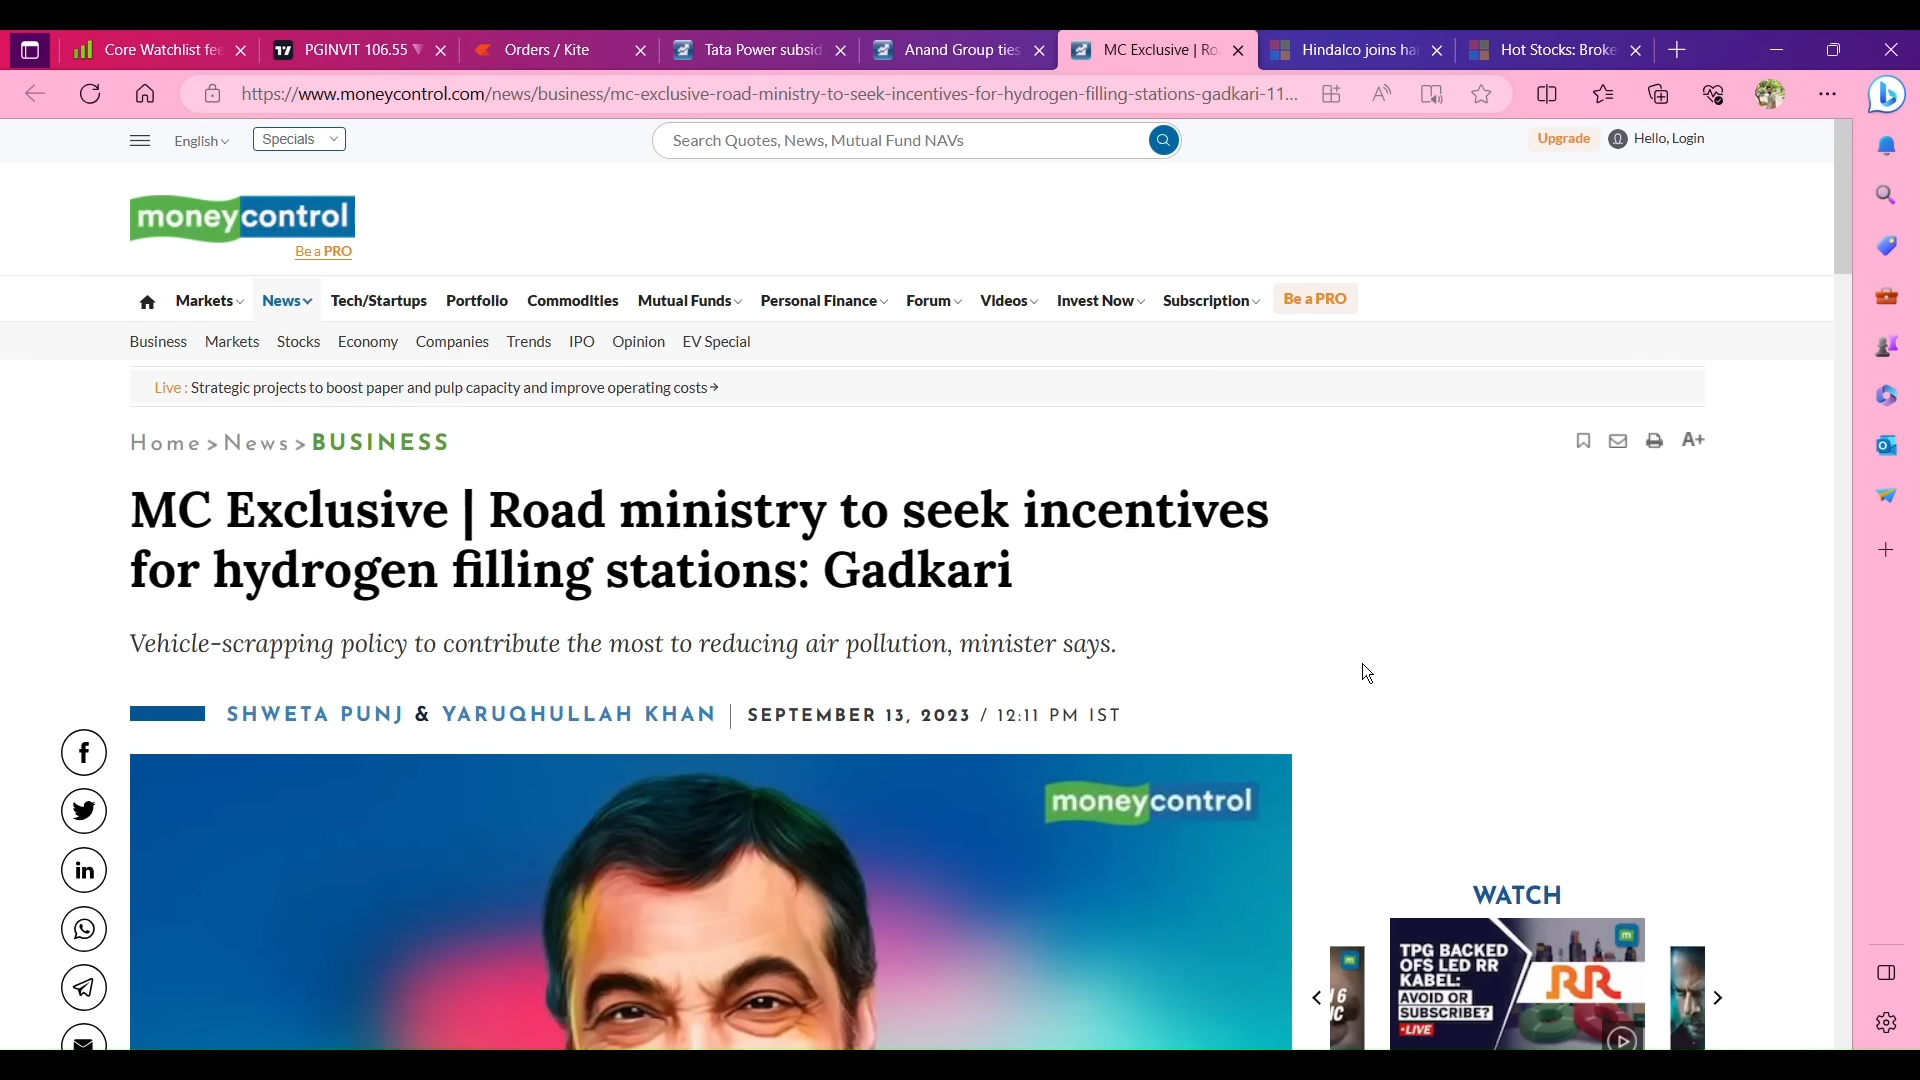 Core Watchlist fe
PGINVIT 106.55 ▼
Orders / Kite
Tata Power subsid
Anand Group ties
MC Exclusive | Ro
Hindalco joins ha
Hot Stocks: Broke
https://www.moneycontrol.com/news/business/mc-exclusive-road-ministry-to-seek-incentives-for-hydrogen-filling-stations-gadkari-11...
English
Specials
Search Quotes, News, Mutual Fund NAVs
Upgrade
Hello, Login
moneycontrol
Be a PRO
Markets News Tech/Startups Portfolio Commodities Mutual Funds Personal Finance Forum Videos Invest Now Subscription Be a PRO
Business Markets Stocks Economy Companies Trends IPO Opinion EV Special
Live : Strategic projects to boost paper and pulp capacity and improve operating costs→
Home > News > BUSINESS
A+
MC Exclusive | Road ministry to seek incentives
for hydrogen filling stations: Gadkari
Vehicle-scrapping policy to contribute the most to reducing air pollution, minister says.
SHWETA PUNJ & YARUQHULLAH KHAN | SEPTEMBER 13, 2023 / 12:11 PM IST
moneycontrol
WATCH
TPG BACKED
OFS LED RR
KABEL:
AVOID OR
SUBSCRIBE?
•LIVE
RR